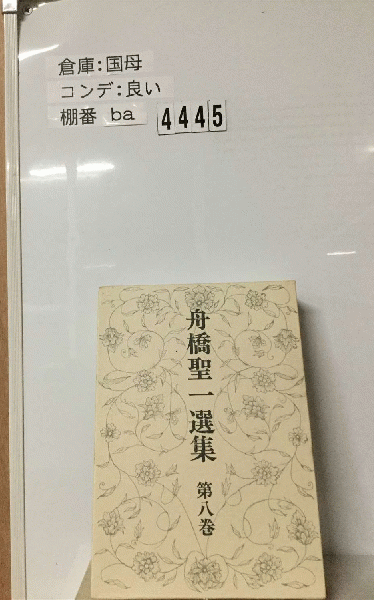 倉庫:国母
コンデ:良い
棚番 ba 4445
舟橋聖一選集
第八巻